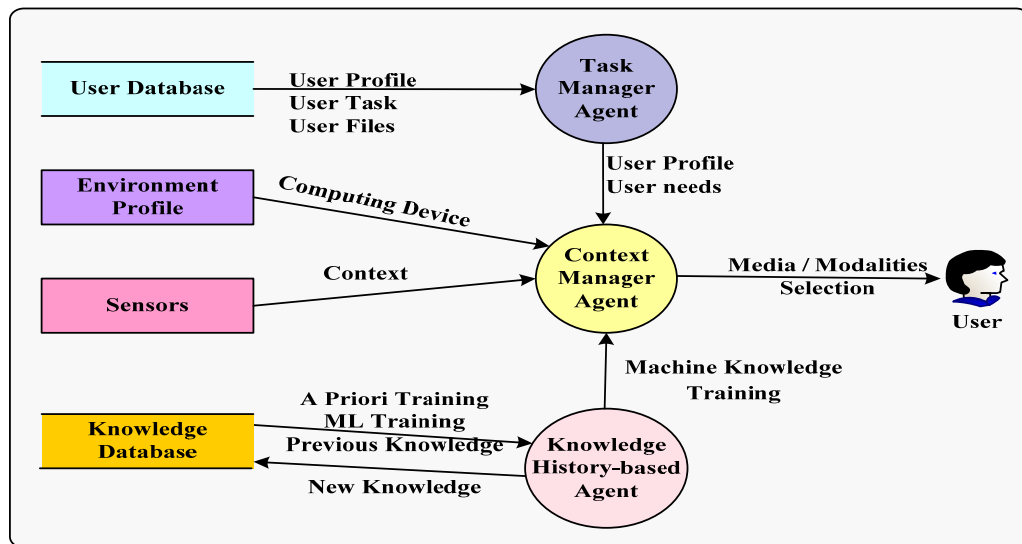 User Database
User Profile
User Task
User Files
Task
Manager
Agent
User Profile
User needs
Environment
Profile
Computing Device
Sensors
Context
Context
Manager
Agent
Media / Modalities
Selection
User
Machine Knowledge
Training
Knowledge
Database
A Priori Training
ML Training
Previous Knowledge
New Knowledge
Knowledge
History-based
Agent